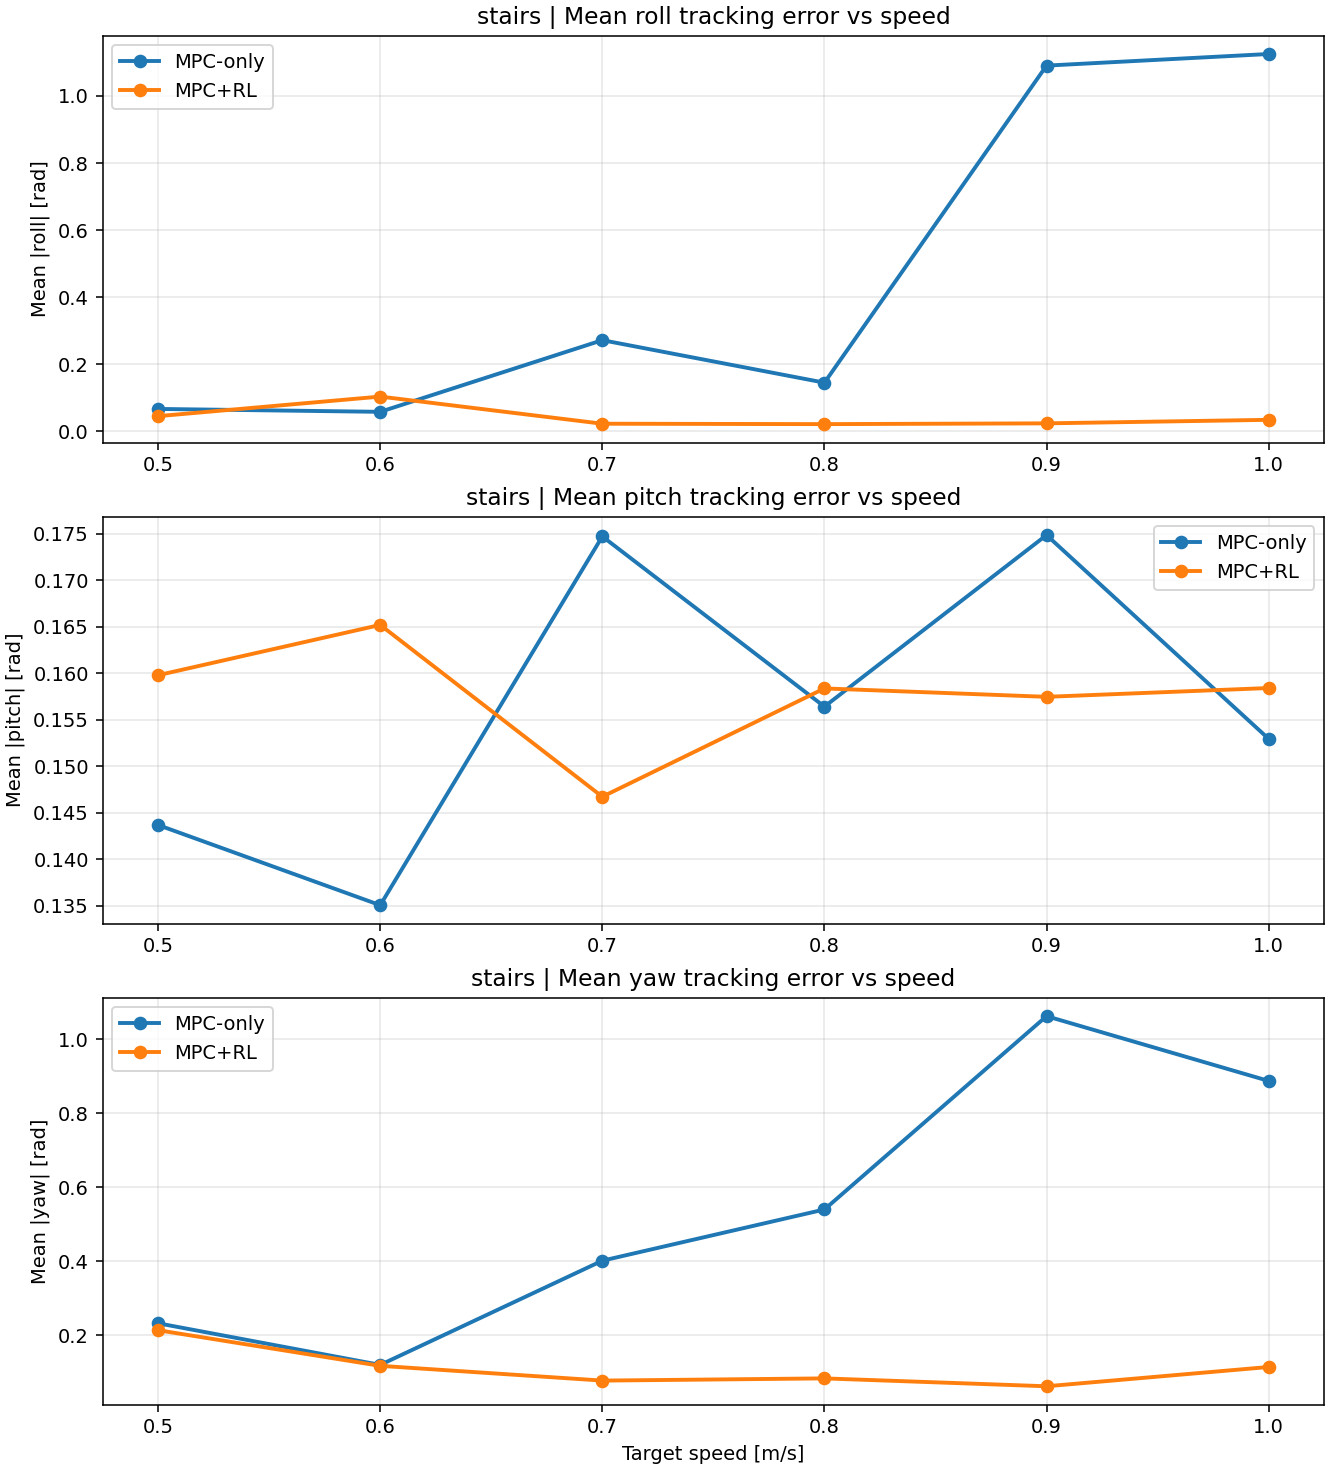 stairs | Mean roll tracking error vs speed
MPC-only
MPC+RL
Mean |roll| [rad]
1.0
0.8
0.6
0.4
0.2
0.0
0.5 0.6 0.7 0.8 0.9 1.0
stairs | Mean pitch tracking error vs speed
MPC-only
MPC+RL
Mean |pitch| [rad]
0.175
0.170
0.165
0.160
0.155
0.150
0.145
0.140
0.135
0.5 0.6 0.7 0.8 0.9 1.0
stairs | Mean yaw tracking error vs speed
MPC-only
MPC+RL
Mean |yaw| [rad]
1.0
0.8
0.6
0.4
0.2
0.5 0.6 0.7 0.8 0.9 1.0
Target speed [m/s]